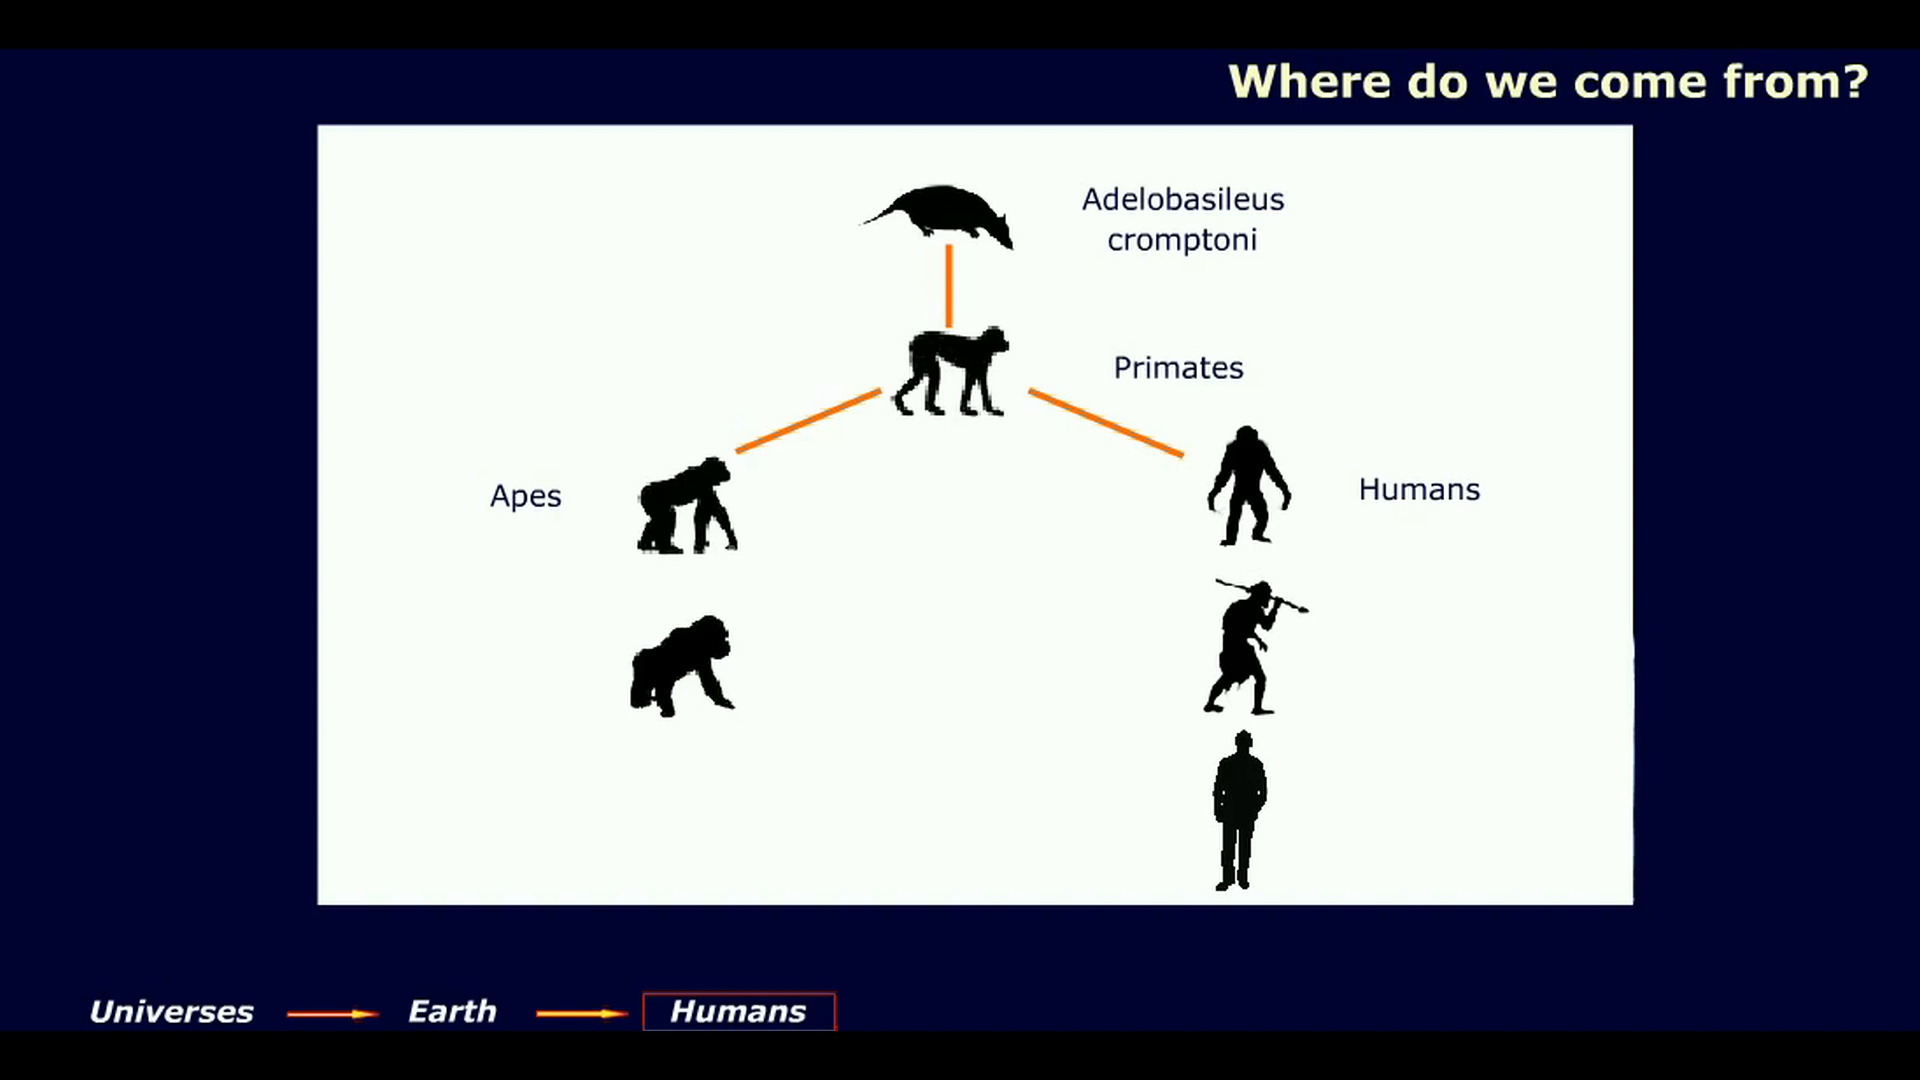 Where do we come from?
Adelobasileus
cromptoni
Primates
Apes
Humans
Universes
Earth
Humans